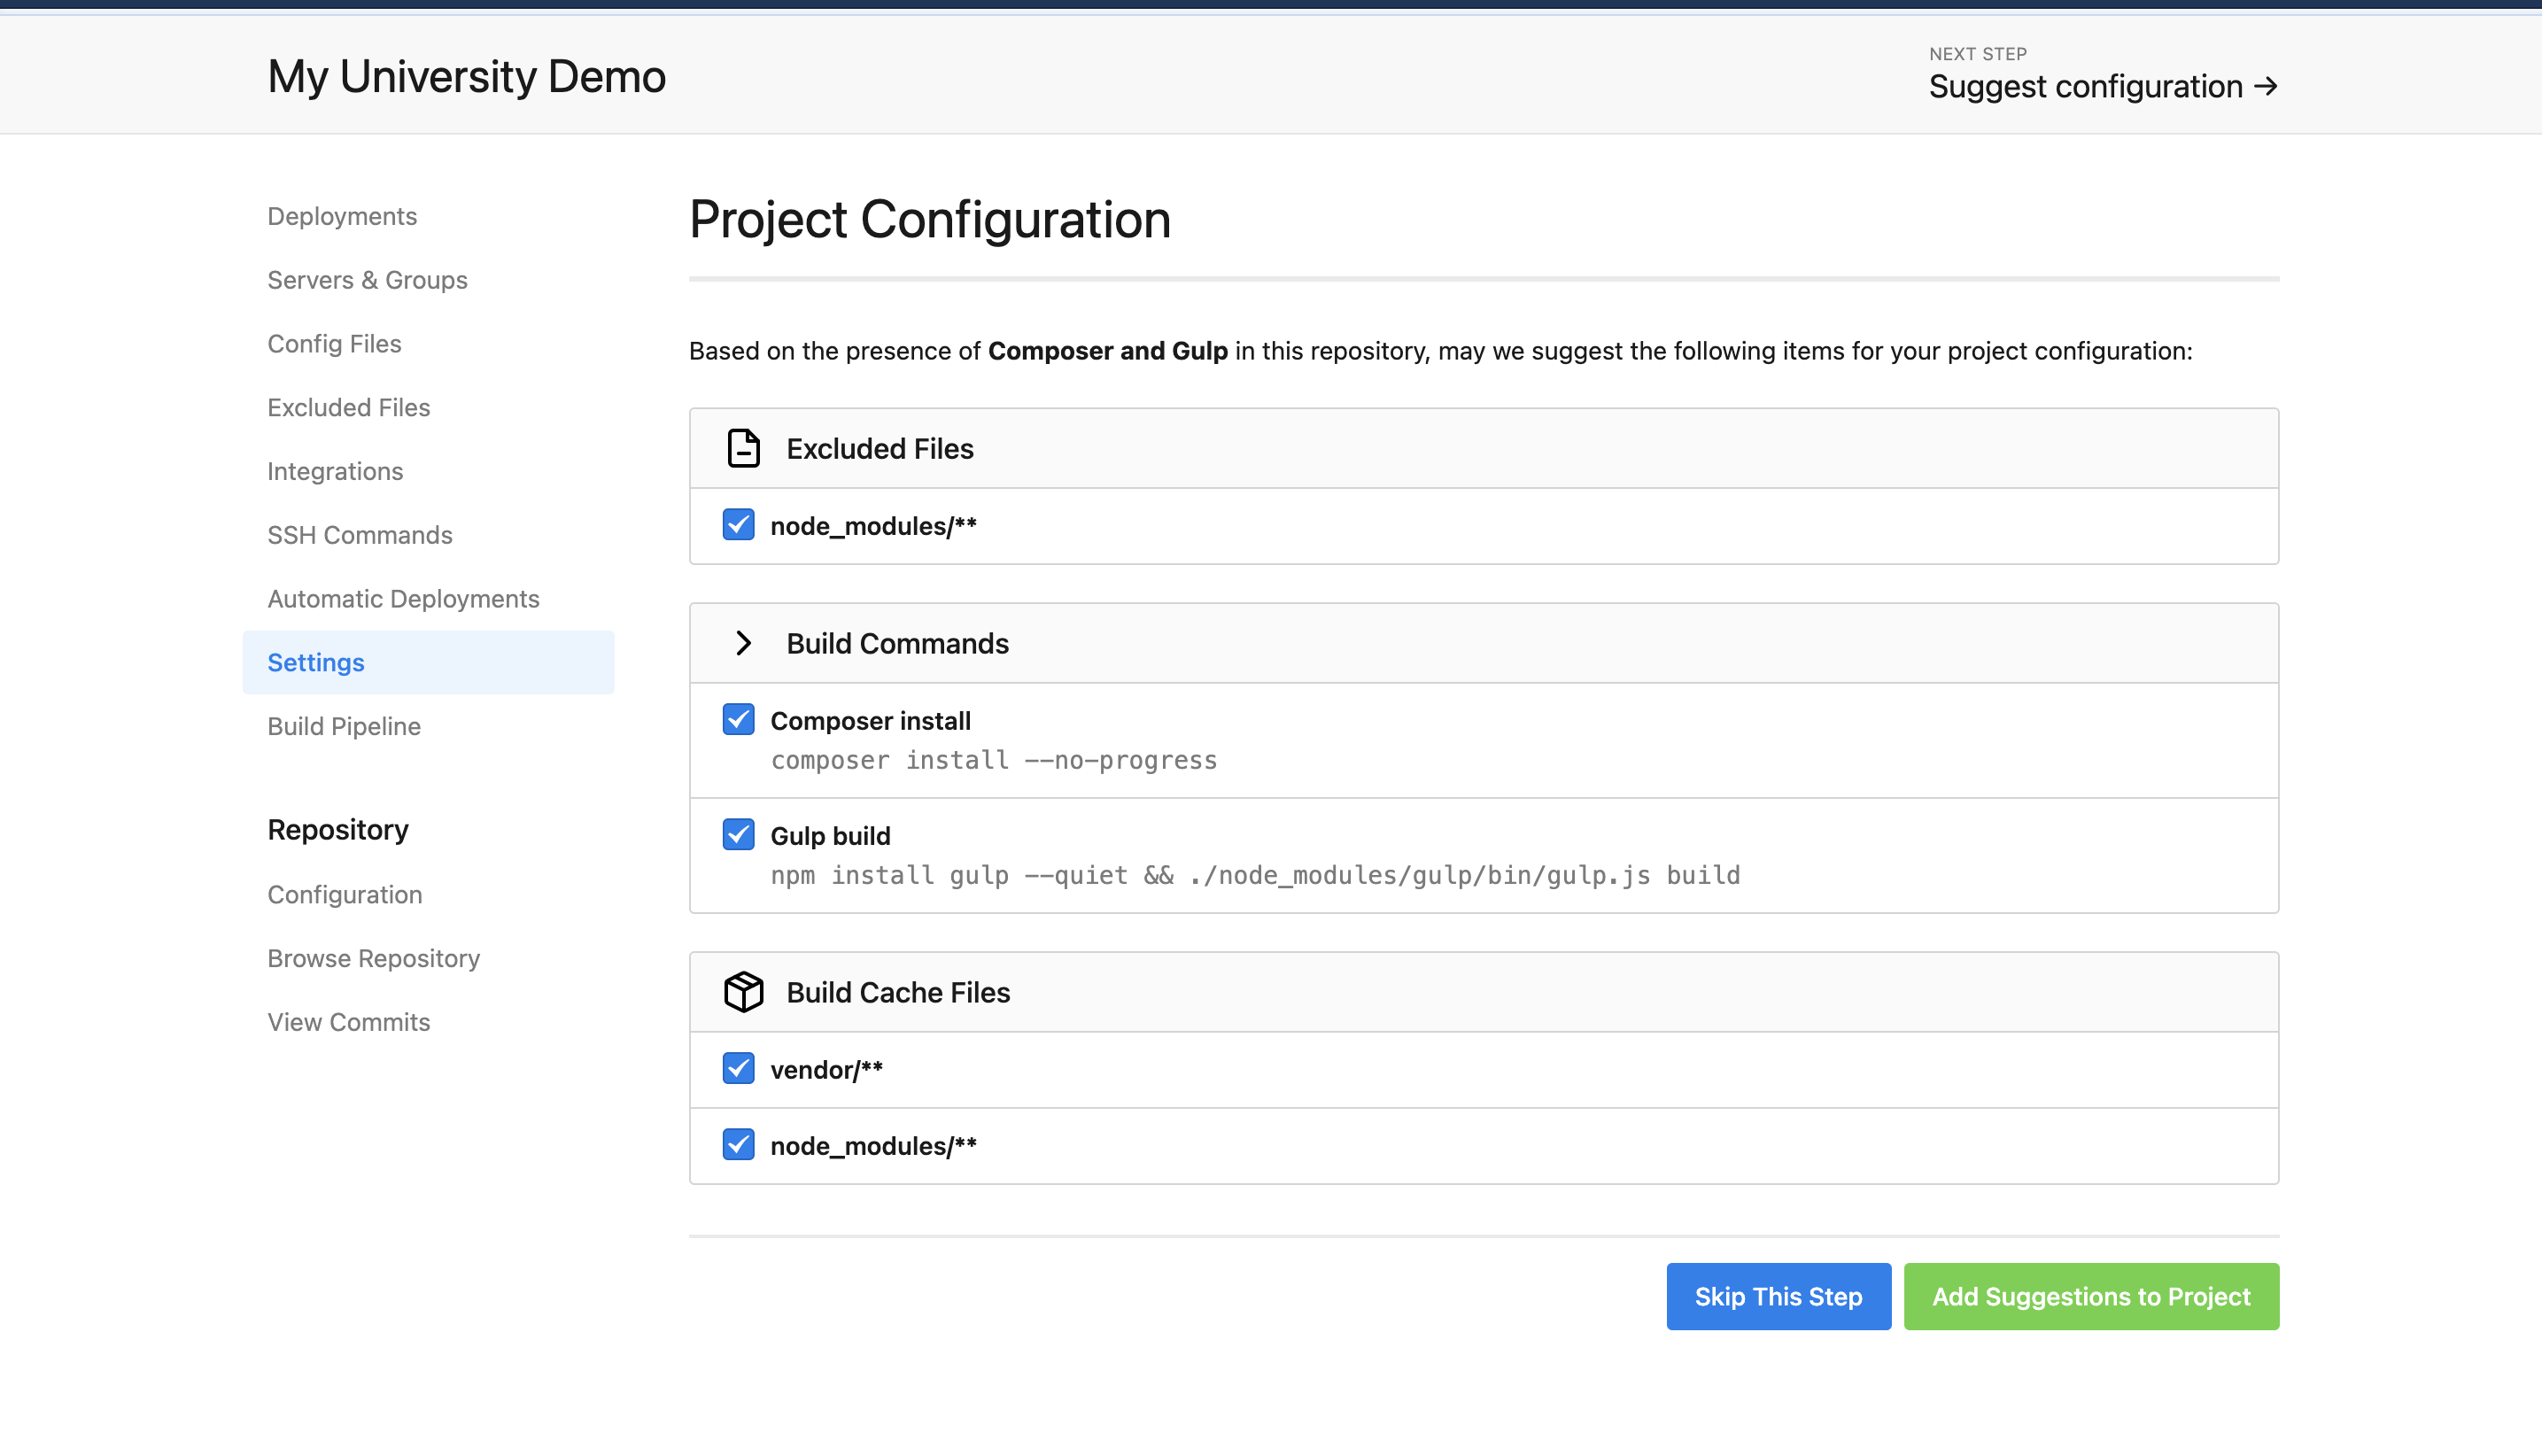 My University Demo
NEXT STEP
Suggest configuration →
Deployments
Servers & Groups
Config Files
Excluded Files
Integrations
SSH Commands
Automatic Deployments
Settings
Build Pipeline
Repository
Configuration
Browse Repository
View Commits
Project Configuration
Based on the presence of Composer and Gulp in this repository, may we suggest the following items for your project configuration:
Excluded Files
node_modules/**
Build Commands
Composer install
composer install --no-progress
Gulp build
npm install gulp --quiet && ./node_modules/gulp/bin/gulp.js build
Build Cache Files
vendor/**
node_modules/**
Skip This Step
Add Suggestions to Project